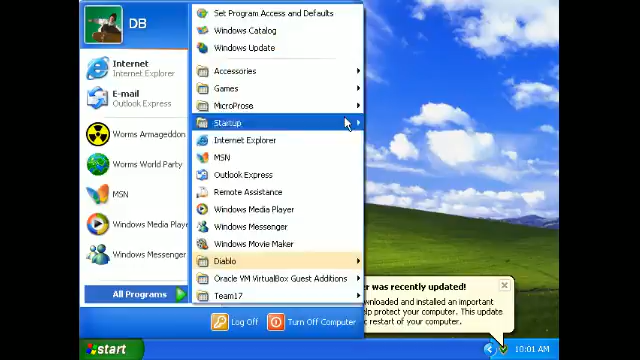 DB
Internet
Internet Explorer
E-mail
Outlook Express
Worms Armageddon
Worms World Party
MSN
Windows Media Player
Windows Messenger
All Programs
Set Program Access and Defaults
Windows Catalog
Windows Update
Accessories
Games
MicroProse
Startup
Internet Explorer
MSN
Outlook Express
Remote Assistance
Windows Media Player
Windows Messenger
Windows Movie Maker
Diablo
Oracle VM VirtualBox Guest Additions
Team17
er was recently updated!
ownloaded and installed an important
elp protect your computer. This update
c restart of your computer.
Log Off
Turn Off Computer
start
10:01 AM